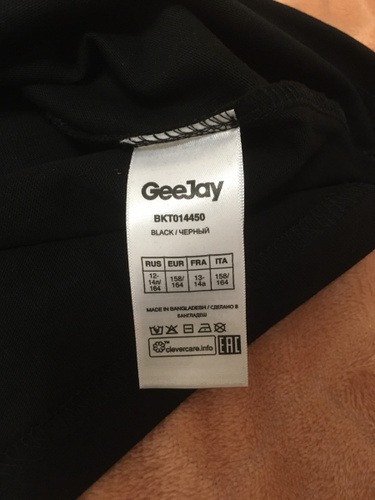 GeeJay
BKT014450
BLACK / ЧЕРНЫЙ
RUS EUR FRA ITA
12- 158/ 13- 158/
14л/ 164 14a 164
164
MADE IN BANGLADESH / СДЕЛАНО В
БАНГЛАДЕШ
clevercare.info EAC